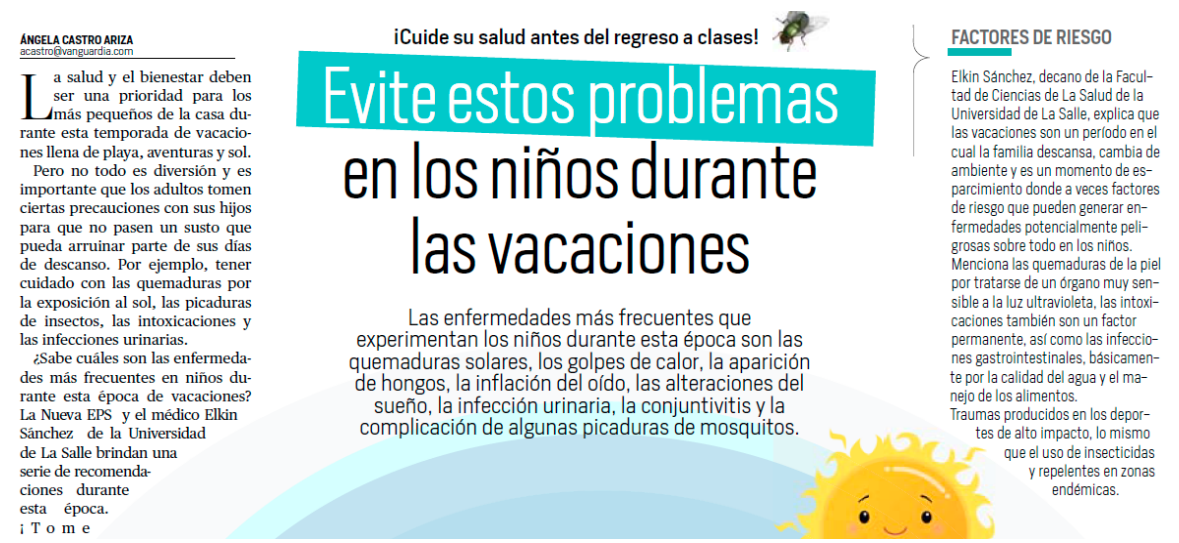 ÁNGELA CASTRO ARIZA
acastro@vanguardia.com
La salud y el bienestar deben
ser una prioridad para los
más pequeños de la casa du-
rante esta temporada de vacacio-
nes llena de playa, aventuras y sol.
Pero no todo es diversión y es
importante que los adultos tomen
ciertas precauciones con sus hijos
para que no pasen un susto que
pueda arruinar parte de sus días
de descanso. Por ejemplo, tener
cuidado con las quemaduras por
la exposición al sol, las picaduras
de insectos, las intoxicaciones y
las infecciones urinarias.
¿Sabe cuáles son las enfermeda-
des más frecuentes en niños du-
rante esta época de vacaciones?
La Nueva EPS y el médico Elkin
Sánchez de la Universidad
de La Salle brindan una
serie de recomenda-
ciones durante
esta época.
¡Tome
¡Cuide su salud antes del regreso a clases!
Evite estos problemas
en los niños durante
las vacaciones
Las enfermedades más frecuentes que
experimentan los niños durante esta época son las
quemaduras solares, los golpes de calor, la aparición
de hongos, la inflación del oído, las alteraciones del
sueño, la infección urinaria, la conjuntivitis y la
complicación de algunas picaduras de mosquitos.
FACTORES DE RIESGO
Elkin Sánchez, decano de la Facul-
tad de Ciencias de La Salud de la
Universidad de La Salle, explica que
las vacaciones son un período en el
cual la familia descansa, cambia de
ambiente y es un momento de es-
parcimiento donde a veces factores
de riesgo que pueden generar en-
fermedades potencialmente peli-
grosas sobre todo en los niños.
Menciona las quemaduras de la piel
por tratarse de un órgano muy sen-
sible a la luz ultravioleta, las intoxi-
caciones también son un factor
permanente, así como las infeccio-
nes gastrointestinales, básicamen-
te por la calidad del agua y el ma-
nejo de los alimentos.
Traumas producidos en los depor-
tes de alto impacto, lo mismo
que el uso de insecticidas
y repelentes en zonas
endémicas.